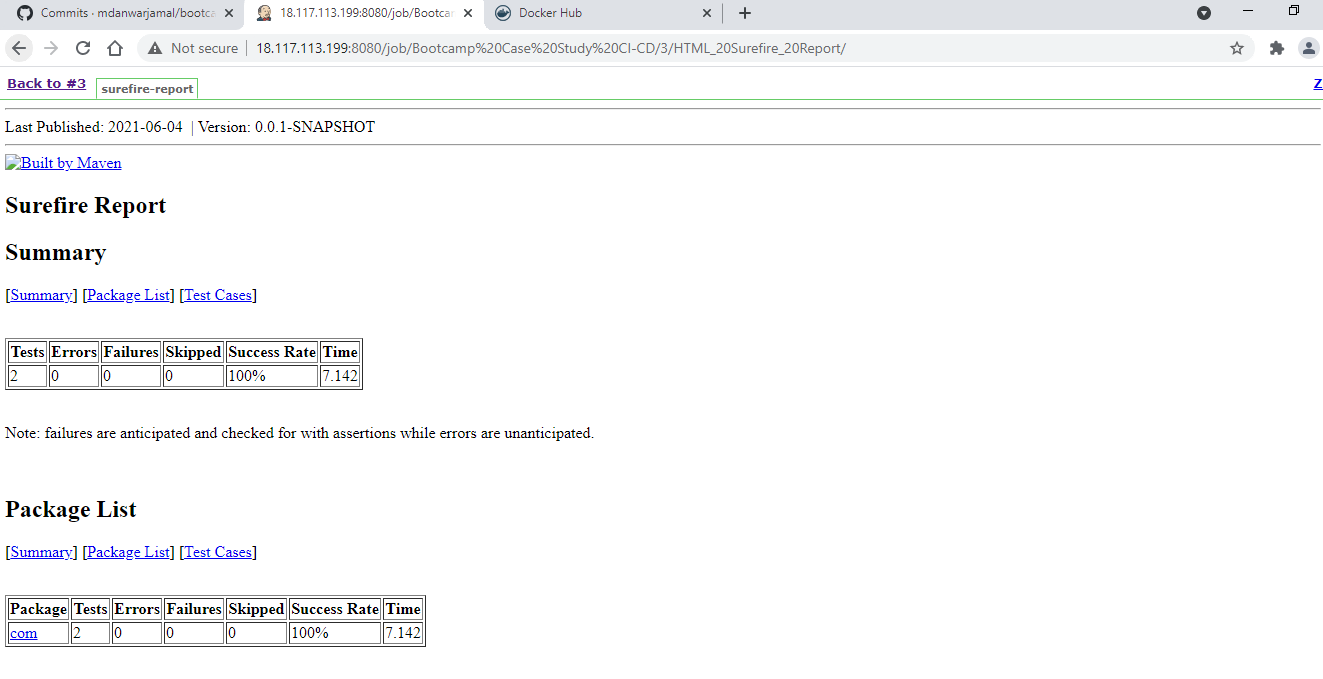 Commits · mdanwarjamal/bootca
18.117.113.199:8080/job/Bootcam
Docker Hub
Not secure
18.117.113.199:8080/job/Bootcamp%20Case%20Study%20CI-CD/3/HTML_20Surefire_20Report/
Back to #3
surefire-report
Z
Last Published: 2021-06-04 | Version: 0.0.1-SNAPSHOT
Built by Maven
Surefire Report
Summary
[Summary] [Package List] [Test Cases]
Tests Errors Failures Skipped Success Rate Time
2 0 0 0 100% 7.142
Note: failures are anticipated and checked for with assertions while errors are unanticipated.
Package List
[Summary] [Package List] [Test Cases]
Package Tests Errors Failures Skipped Success Rate Time
com 2 0 0 0 100% 7.142